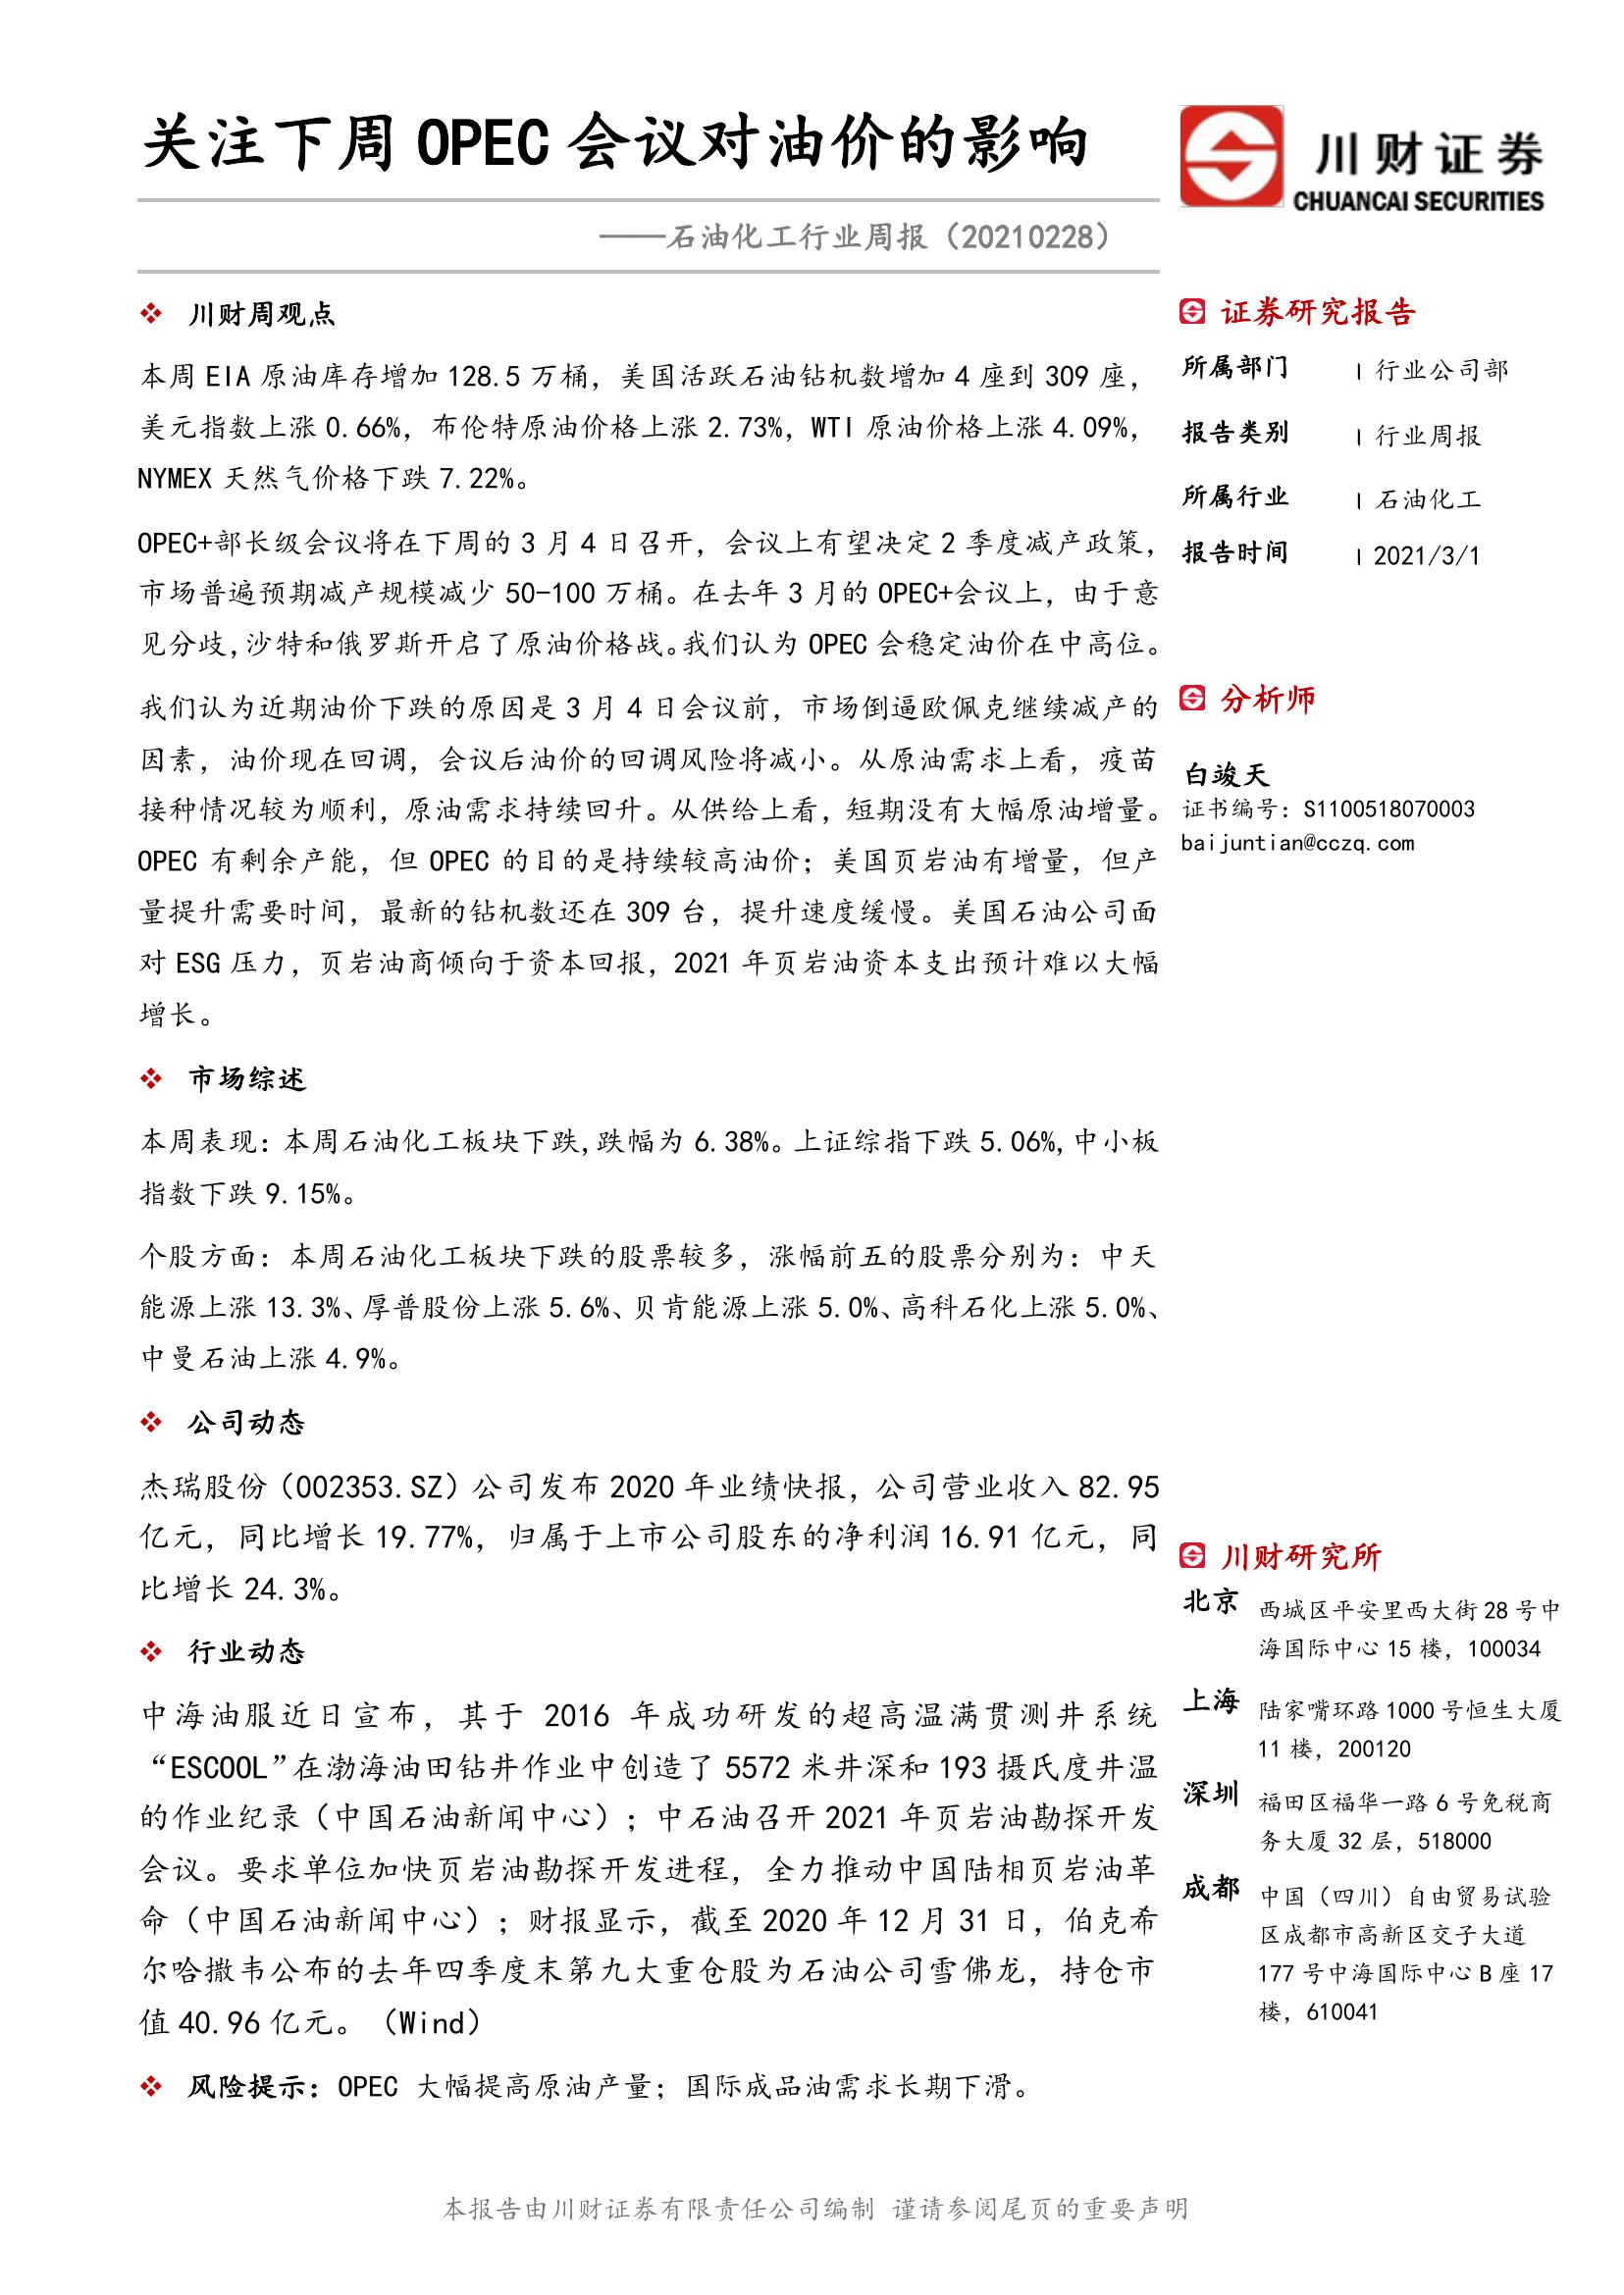 关注下周 OPEC 会议对油价的影响
——石油化工行业周报（20210228）
川财证券
CHUANCAI SECURITIES
川财周观点
本周 EIA 原油库存增加 128.5 万桶，美国活跃石油钻机数增加 4 座到 309 座，
美元指数上涨 0.66%，布伦特原油价格上涨 2.73%，WTI 原油价格上涨 4.09%，
NYMEX 天然气价格下跌 7.22%。
OPEC+部长级会议将在下周的 3 月 4 日召开，会议上有望决定 2 季度减产政策，
市场普遍预期减产规模减少 50-100 万桶。在去年 3 月的 OPEC+会议上，由于意
见分歧，沙特和俄罗斯开启了原油价格战。我们认为 OPEC 会稳定油价在中高位。
我们认为近期油价下跌的原因是 3 月 4 日会议前，市场倒逼欧佩克继续减产的
因素，油价现在回调，会议后油价的回调风险将减小。从原油需求上看，疫苗
接种情况较为顺利，原油需求持续回升。从供给上看，短期没有大幅原油增量。
OPEC 有剩余产能，但 OPEC 的目的是持续较高油价；美国页岩油有增量，但产
量提升需要时间，最新的钻机数还在 309 台，提升速度缓慢。美国石油公司面
对 ESG 压力，页岩油商倾向于资本回报，2021 年页岩油资本支出预计难以大幅
增长。
市场综述
本周表现：本周石油化工板块下跌，跌幅为 6.38%。上证综指下跌 5.06%，中小板
指数下跌 9.15%。
个股方面：本周石油化工板块下跌的股票较多，涨幅前五的股票分别为：中天
能源上涨 13.3%、厚普股份上涨 5.6%、贝肯能源上涨 5.0%、高科石化上涨 5.0%、
中曼石油上涨 4.9%。
公司动态
杰瑞股份（002353.SZ）公司发布 2020 年业绩快报，公司营业收入 82.95
亿元，同比增长 19.77%，归属于上市公司股东的净利润 16.91 亿元，同
比增长 24.3%。
行业动态
中海油服近日宣布，其于 2016 年成功研发的超高温满贯测井系统
“ESCOOL”在渤海油田钻井作业中创造了 5572 米井深和 193 摄氏度井温
的作业纪录（中国石油新闻中心）；中石油召开 2021 年页岩油勘探开发
会议。要求单位加快页岩油勘探开发进程，全力推动中国陆相页岩油革
命（中国石油新闻中心）；财报显示，截至 2020 年 12 月 31 日，伯克希
尔哈撒韦公布的去年四季度末第九大重仓股为石油公司雪佛龙，持仓市
值 40.96 亿元。（Wind）
风险提示：OPEC 大幅提高原油产量；国际成品油需求长期下滑。
证券研究报告
所属部门 | 行业公司部
报告类别 | 行业周报
所属行业 | 石油化工
报告时间 | 2021/3/1
分析师
白竣天
证书编号：S1100518070003
baijuntian@cczq.com
川财研究所
北京 西城区平安里西大街 28 号中
海国际中心 15 楼，100034
上海 陆家嘴环路 1000 号恒生大厦
11 楼，200120
深圳 福田区福华一路 6 号免税商
务大厦 32 层，518000
成都 中国（四川）自由贸易试验
区成都市高新区交子大道
177 号中海国际中心 B 座 17
楼，610041
本报告由川财证券有限责任公司编制 谨请参阅尾页的重要声明